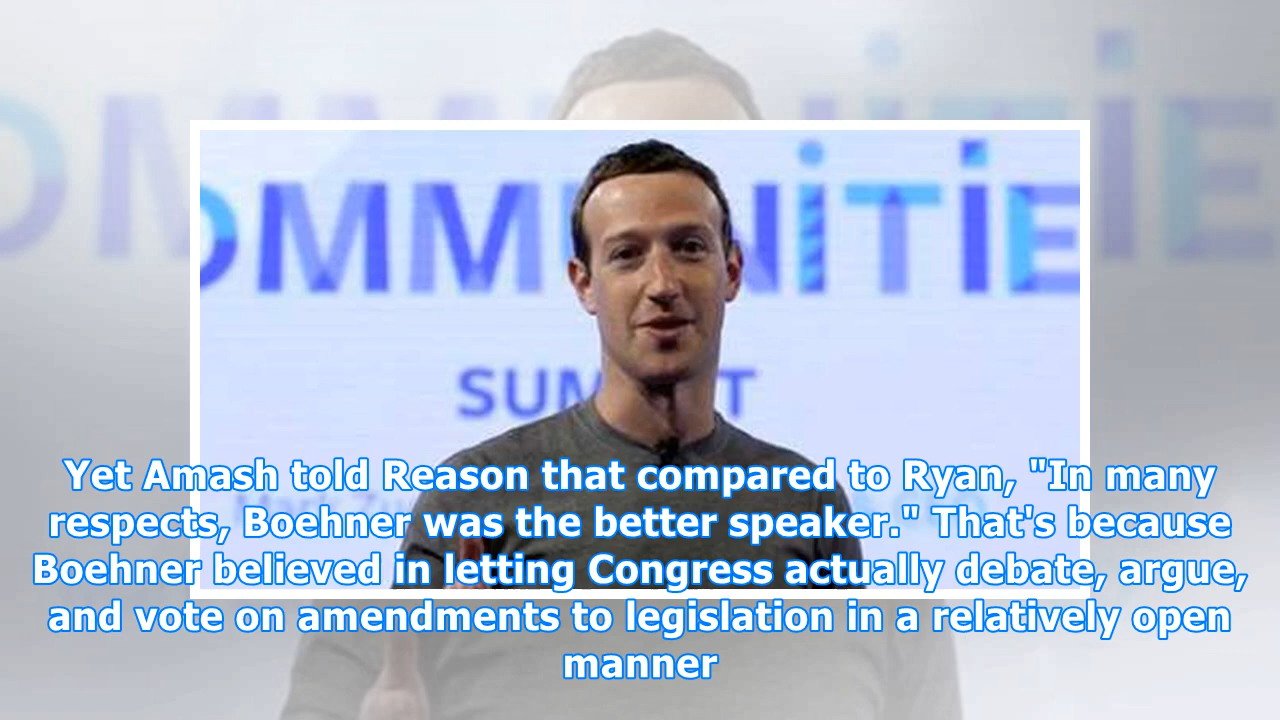 OMMUNiTiE
SUMMIT
Yet Amash told Reason that compared to Ryan, "In many
respects, Boehner was the better speaker." That's because
Boehner believed in letting Congress actually debate, argue,
and vote on amendments to legislation in a relatively open
manner